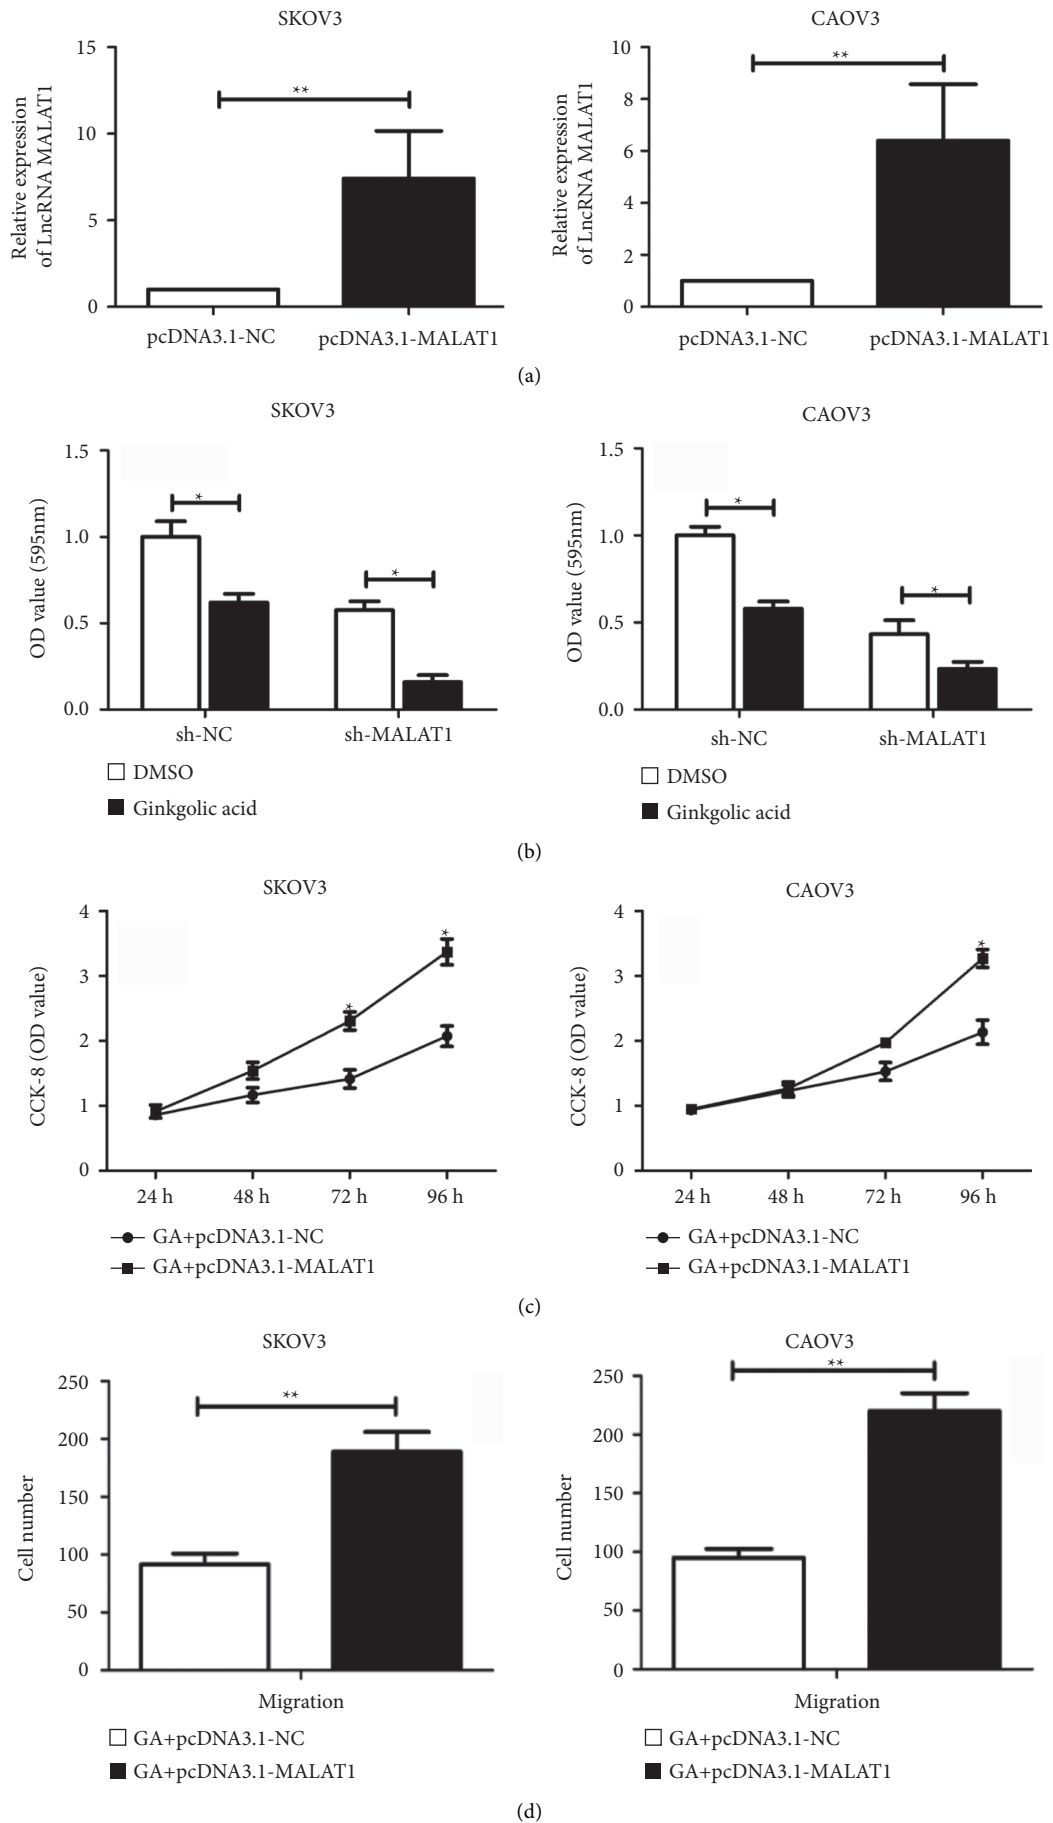 SKOV3
15
10
5
0
Relative expression
of LncRNA MALAT1
**
pcDNA3.1-NC
pcDNA3.1-MALAT1
CAOV3
10
8
6
4
2
0
Relative expression
of LncRNA MALAT1
**
pcDNA3.1-NC
pcDNA3.1-MALAT1
(a)
SKOV3
1.5
1.0
0.5
0.0
OD value (595nm)
*
*
sh-NC
sh-MALAT1
DMSO
Ginkgolic acid
CAOV3
1.5
1.0
0.5
0.0
OD value (595nm)
*
*
sh-NC
sh-MALAT1
DMSO
Ginkgolic acid
(b)
SKOV3
4
3
2
1
0
CCK-8 (OD value)
*
*
24 h
48 h
72 h
96 h
GA+pcDNA3.1-NC
GA+pcDNA3.1-MALAT1
CAOV3
4
3
2
1
0
CCK-8 (OD value)
*
24 h
48 h
72 h
96 h
GA+pcDNA3.1-NC
GA+pcDNA3.1-MALAT1
(c)
SKOV3
250
200
150
100
50
0
Cell number
**
Migration
GA+pcDNA3.1-NC
GA+pcDNA3.1-MALAT1
CAOV3
250
200
150
100
50
0
Cell number
**
Migration
GA+pcDNA3.1-NC
GA+pcDNA3.1-MALAT1
(d)